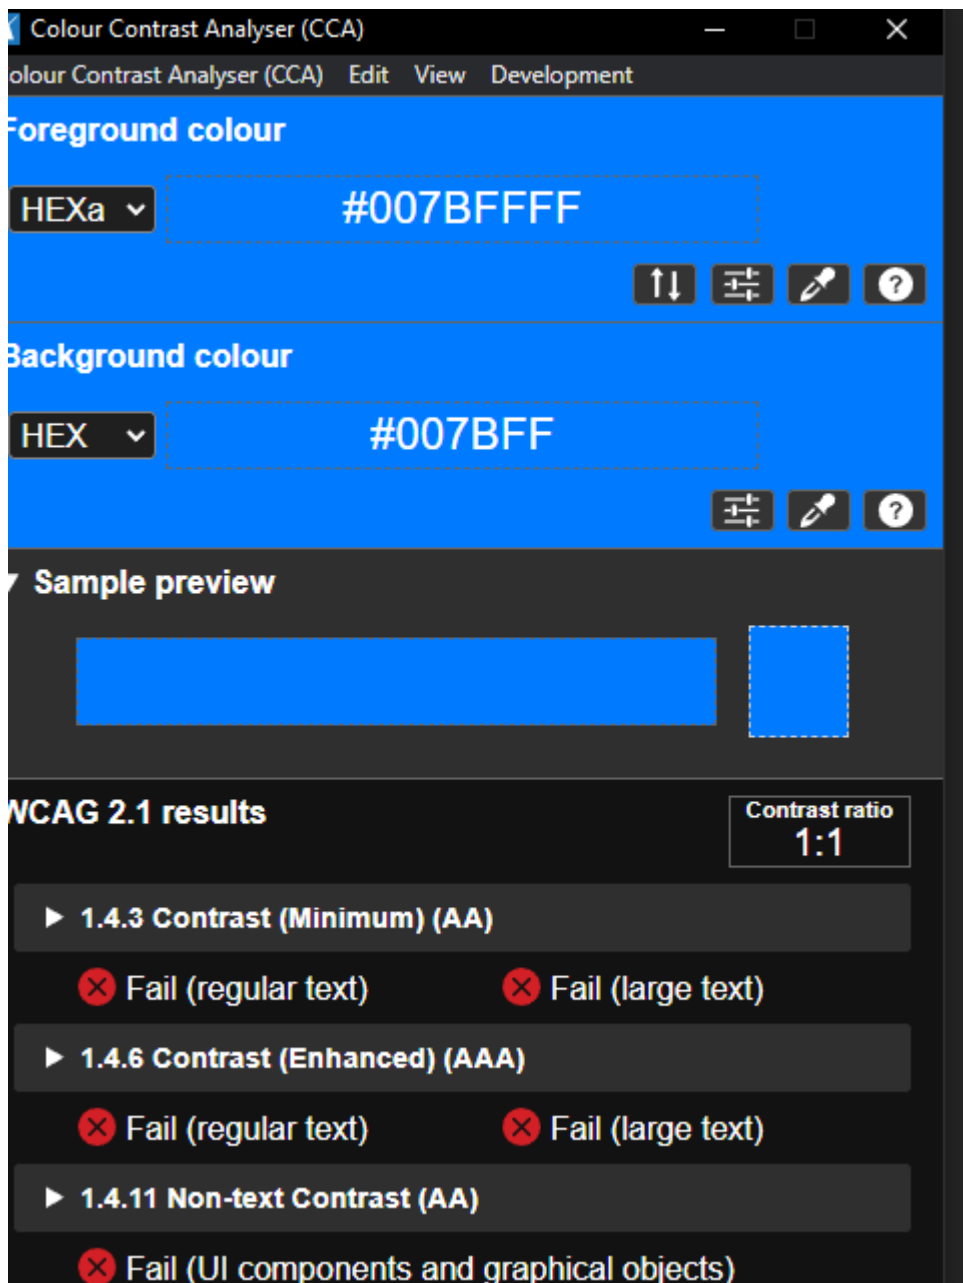 Colour Contrast Analyser (CCA)
olour Contrast Analyser (CCA) Edit View Development
Foreground colour
HEXa #007BFFFF
?
Background colour
HEX #007BFF
?
Sample preview
WCAG 2.1 results
Contrast ratio
1:1
1.4.3 Contrast (Minimum) (AA)
Fail (regular text) Fail (large text)
1.4.6 Contrast (Enhanced) (AAA)
Fail (regular text) Fail (large text)
1.4.11 Non-text Contrast (AA)
Fail (UI components and graphical objects)